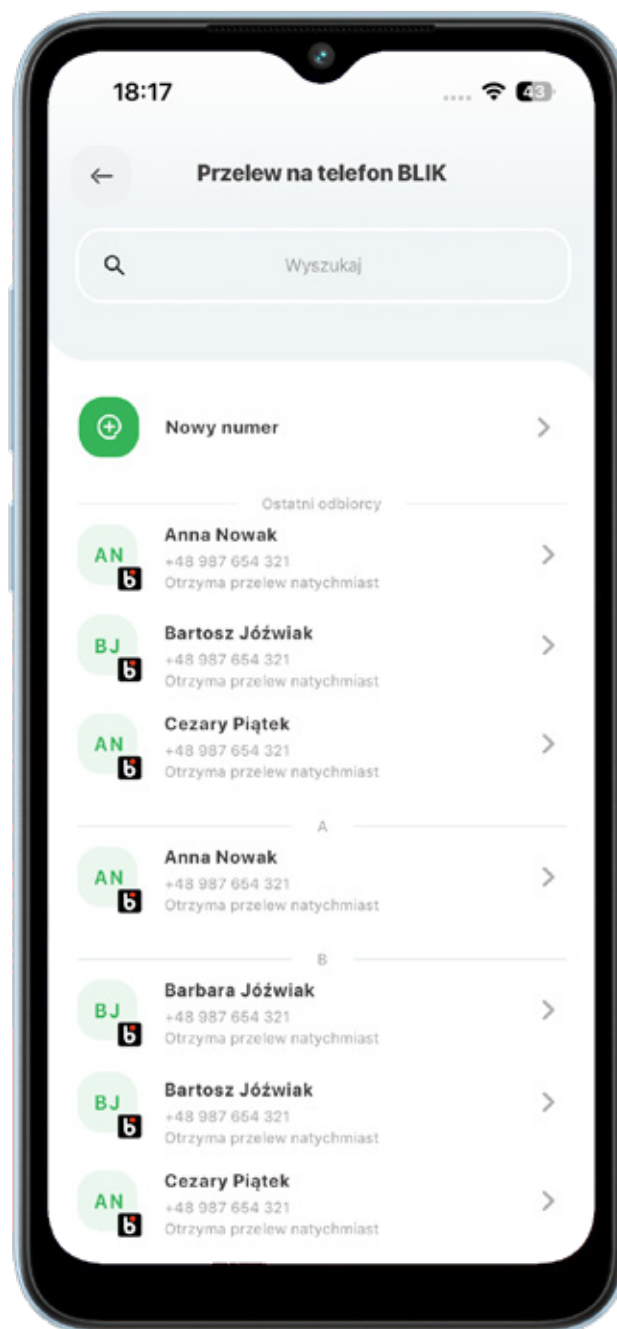 18:17
43
Przelew na telefon BLIK
Wyszukaj
Nowy numer
Ostatni odbiorcy
AN
Anna Nowak
+48 987 654 321
Otrzyma przelew natychmiast
BJ
Bartosz Jóźwiak
+48 987 654 321
Otrzyma przelew natychmiast
AN
Cezary Piątek
+48 987 654 321
Otrzyma przelew natychmiast
A
AN
Anna Nowak
+48 987 654 321
Otrzyma przelew natychmiast
B
BJ
Barbara Jóźwiak
+48 987 654 321
Otrzyma przelew natychmiast
BJ
Bartosz Jóźwiak
+48 987 654 321
Otrzyma przelew natychmiast
AN
Cezary Piątek
+48 987 654 321
Otrzyma przelew natychmiast